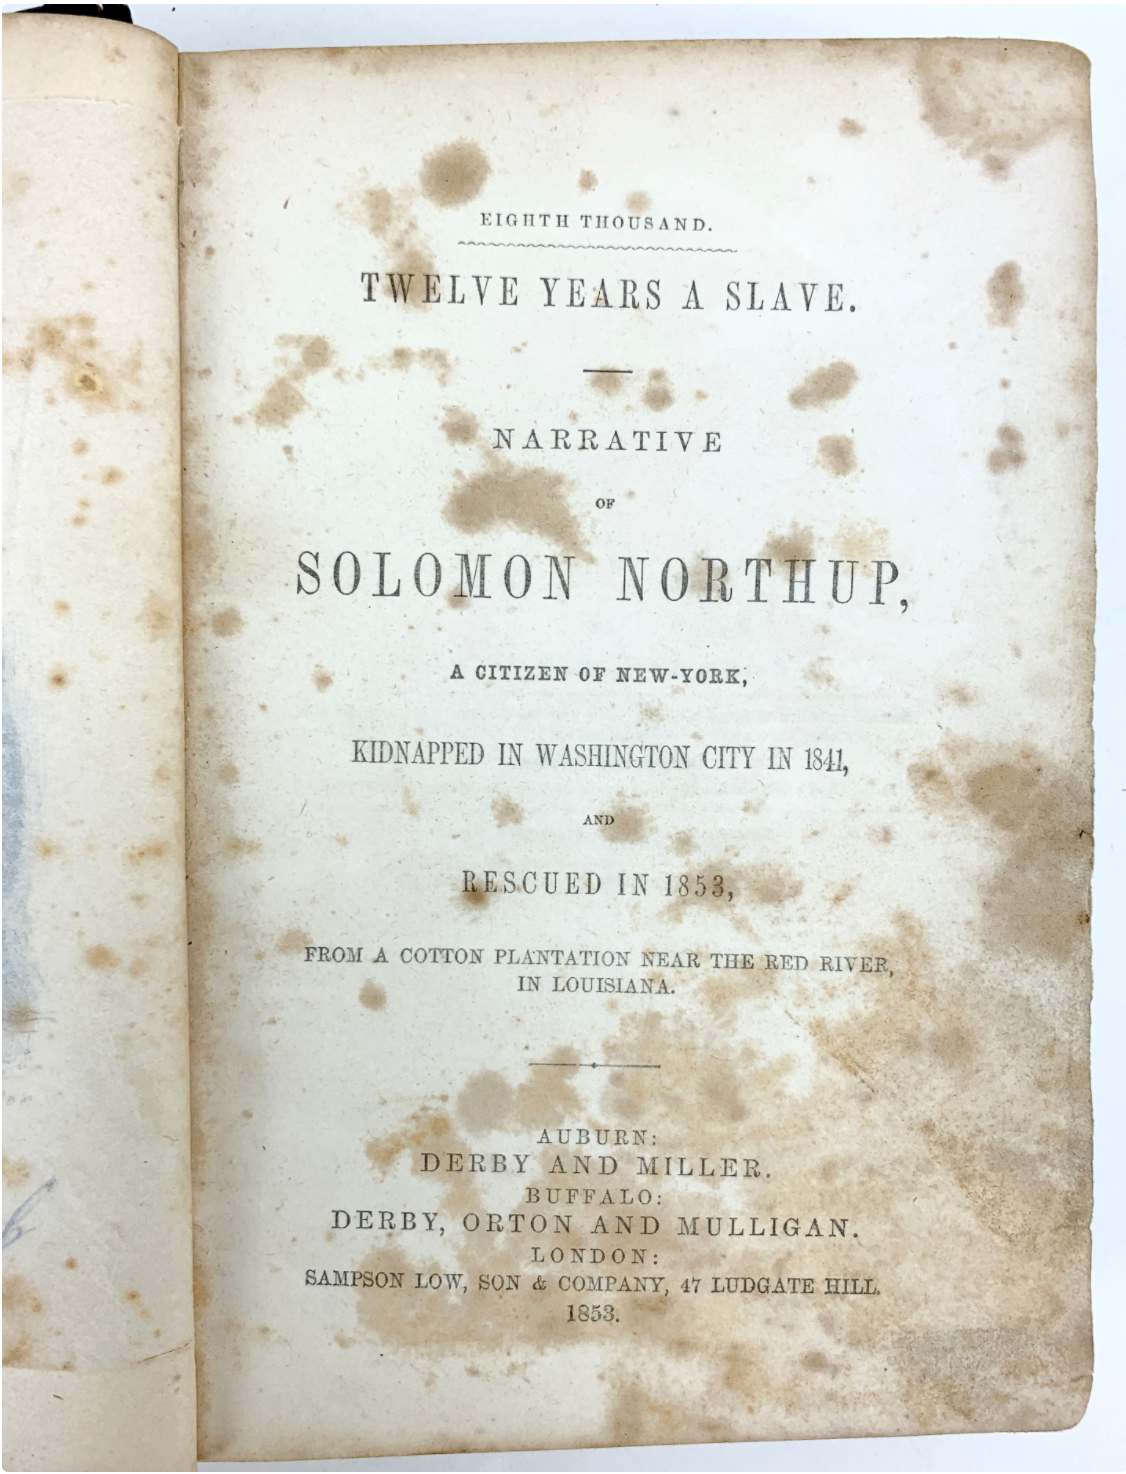 EIGHTH THOUSAND.
TWELVE YEARS A SLAVE.
NARRATIVE
OF
SOLOMON NORTHUP,
A CITIZEN OF NEW-YORK,
KIDNAPPED IN WASHINGTON CITY IN 1841,
AND
RESCUED IN 1853,
FROM A COTTON PLANTATION NEAR THE RED RIVER,
IN LOUISIANA.
AUBURN:
DERBY AND MILLER.
BUFFALO:
DERBY, ORTON AND MULLIGAN.
LONDON:
SAMPSON LOW, SON & COMPANY, 47 LUDGATE HILL.
1853.